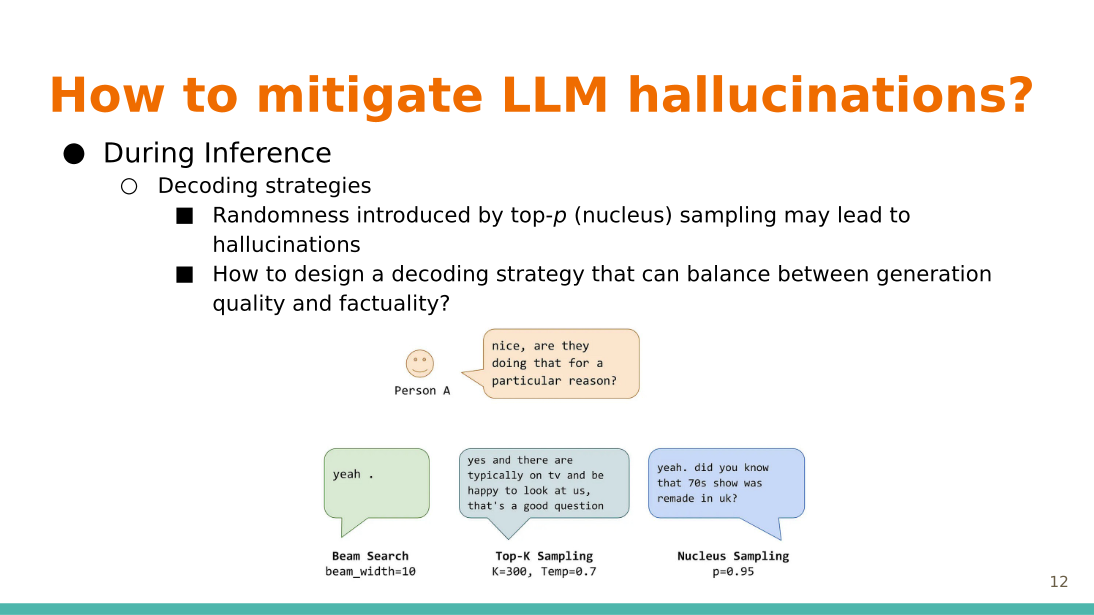 How to mitigate LLM hallucinations?
● During Inference
○ Decoding strategies
■ Randomness introduced by top-p (nucleus) sampling may lead to
hallucinations
■ How to design a decoding strategy that can balance between generation
quality and factuality?
nice, are they
doing that for a
particular reason?
Person A
yeah .
yes and there are
typically on tv and be
happy to look at us,
that's a good question
yeah. did you know
that 70s show was
remade in uk?
Beam Search
beam_width=10
Top-K Sampling
K=300, Temp=0.7
Nucleus Sampling
p=0.95
12